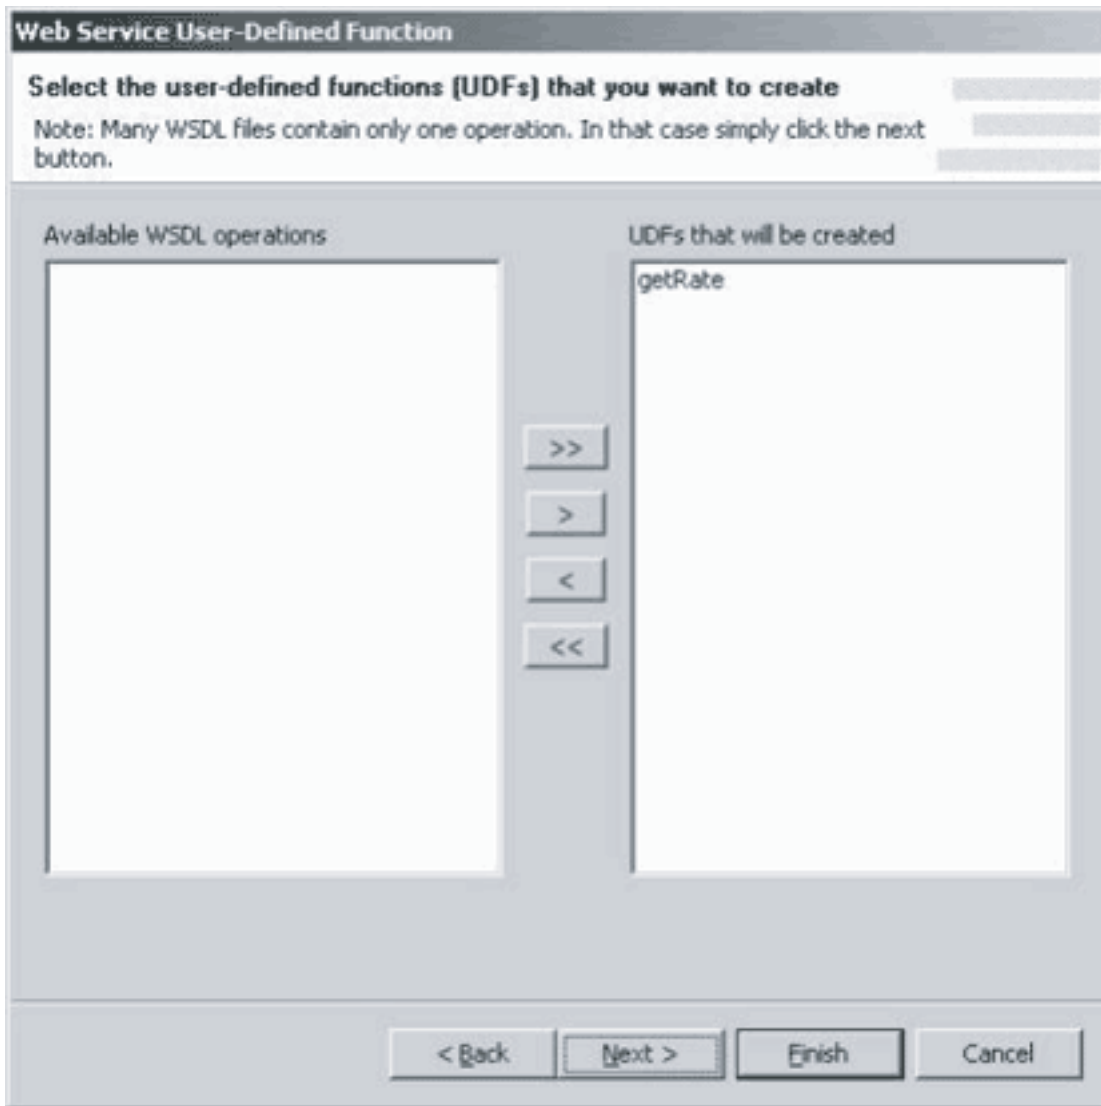 Web Service User-Defined Function
Select the user-defined functions (UDFs) that you want to create
Note: Many WSDL files contain only one operation. In that case simply click the next
button.
Available WSDL operations
UDFs that will be created
getRate
>>
>
<
<<
< Back
Next >
Finish
Cancel